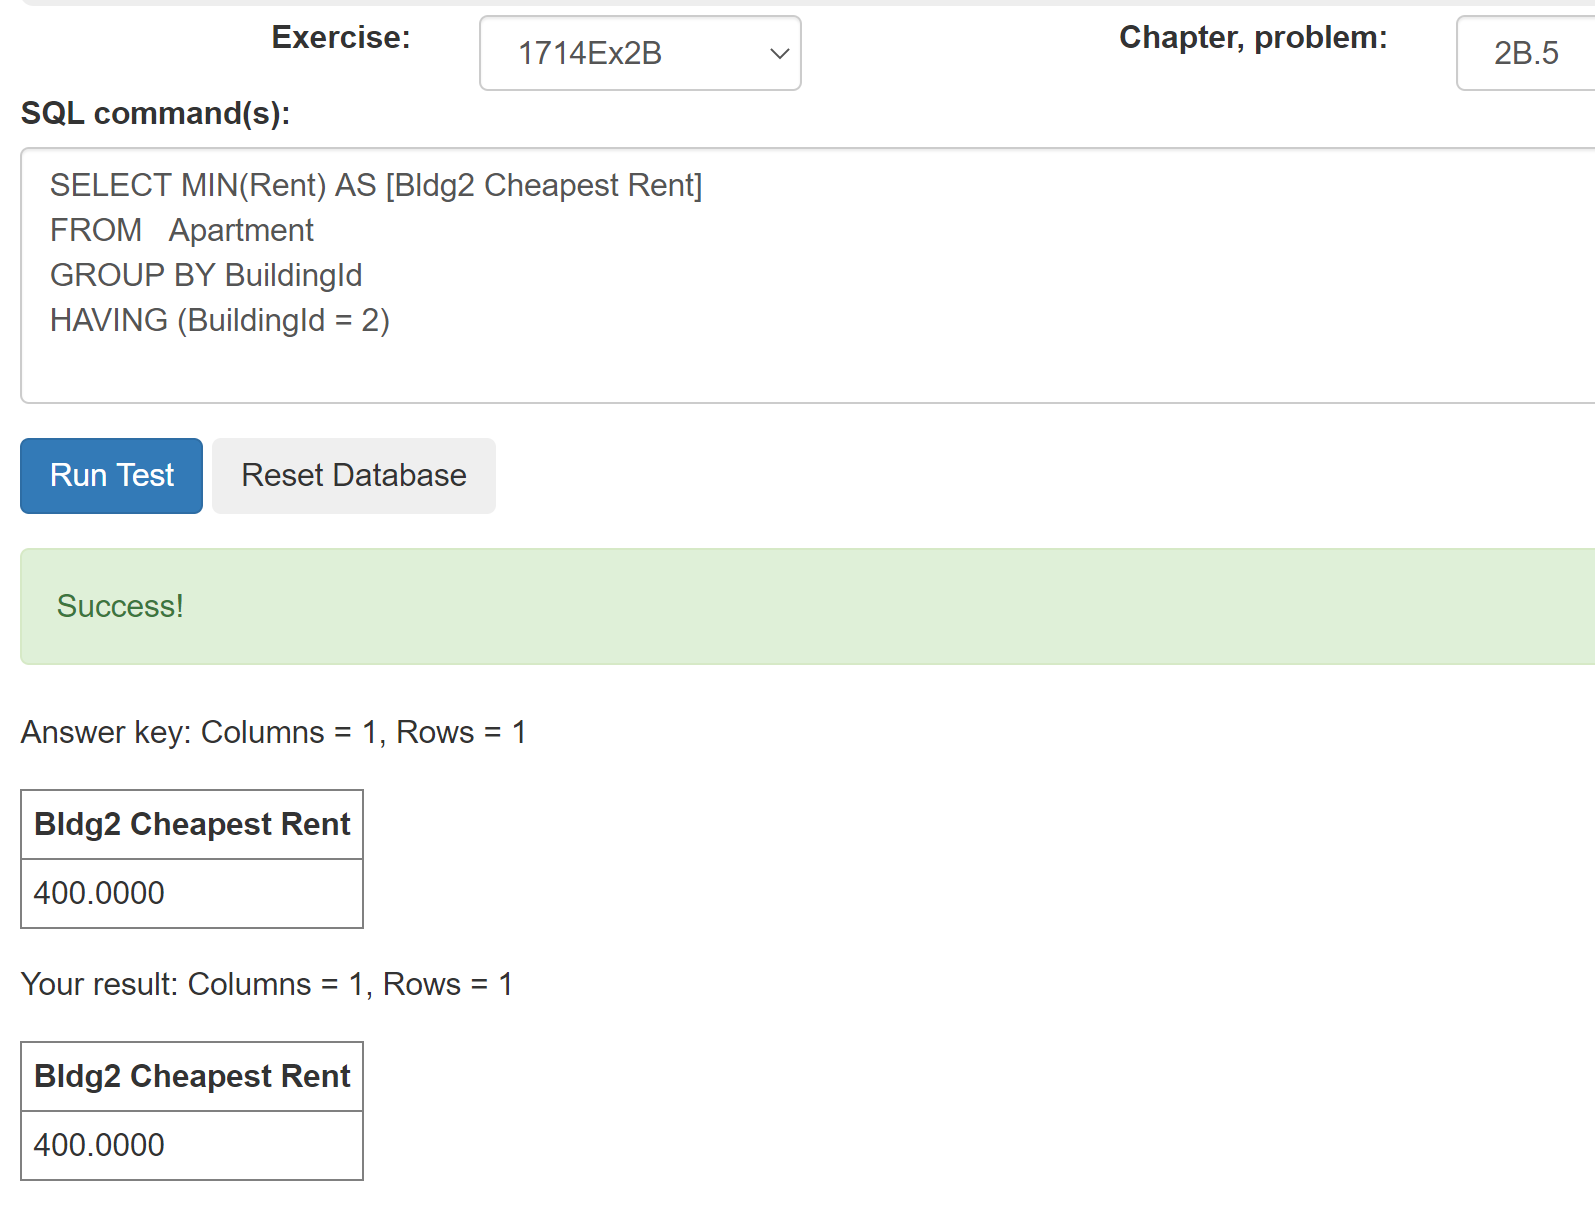 Exercise: 1714Ex2B Chapter, problem: 2B.5
SQL command(s):
SELECT MIN(Rent) AS [Bldg2 Cheapest Rent]
FROM   Apartment
GROUP BY BuildingId
HAVING (BuildingId = 2)
Run Test Reset Database
Success!
Answer key: Columns = 1, Rows = 1
Bldg2 Cheapest Rent
400.0000
Your result: Columns = 1, Rows = 1
Bldg2 Cheapest Rent
400.0000